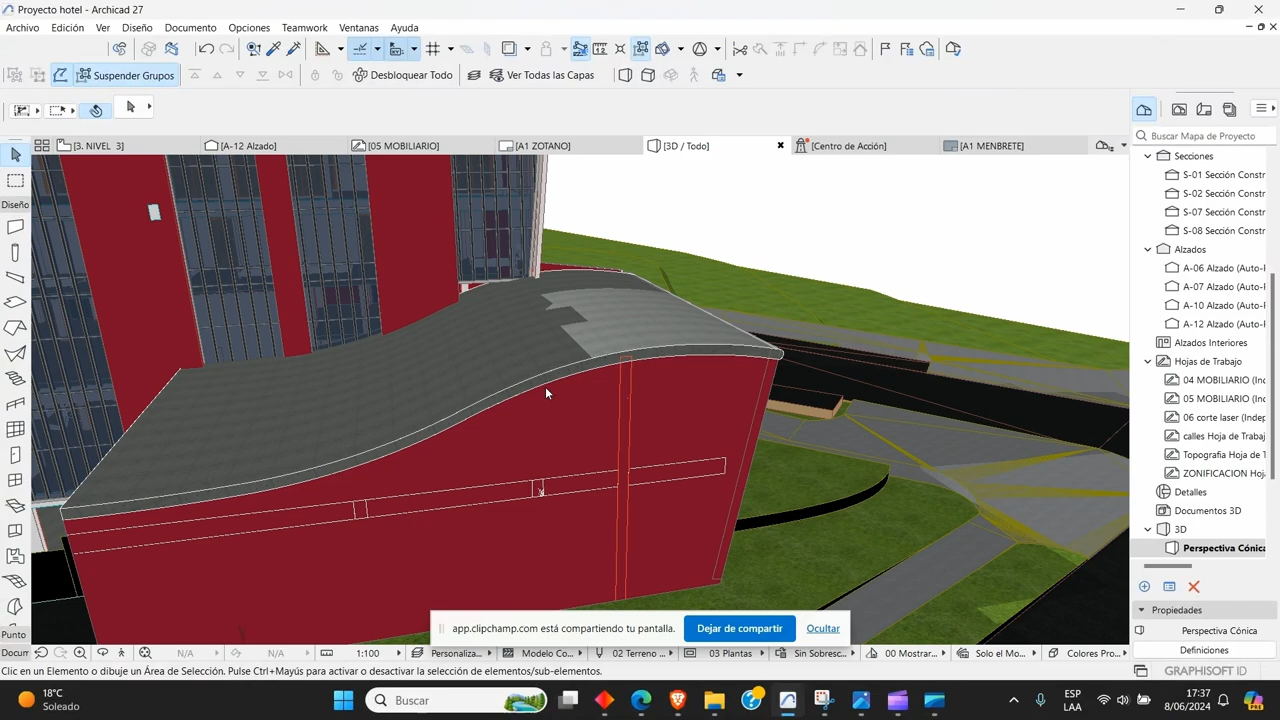 Proyecto hotel - Archicad 27
Archivo Edición Ver Diseño Documento Opciones Teamwork Ventanas Ayuda
Suspender Grupos
Desbloquear Todo
Ver Todas las Capas
[3. NIVEL 3]
[A-12 Alzado]
[05 MOBILIARIO]
[A1 ZOTANO]
[3D / Todo]
[Centro de Acción]
[A1 MENBRETE]
Buscar Mapa de Proyecto
Diseño
Secciones
S-01 Sección Constr
S-02 Sección Constr
S-07 Sección Constr
S-08 Sección Constr
Alzados
A-06 Alzado (Auto-
A-07 Alzado (Auto-
A-10 Alzado (Auto-
A-12 Alzado (Auto-
Alzados Interiores
Hojas de Trabajo
04 MOBILIARIO (Inc
05 MOBILIARIO (Inc
06 corte laser (Indep
calles Hoja de Trabaj
Topografia Hoja de T
ZONIFICACION Hoj
Detalles
Documentos 3D
3D
Perspectiva Cónica
Propiedades
Perspectiva Cónica
Definiciones
Punto
app.clipchamp.com está compartiendo tu pantalla.
Dejar de compartir
Ocultar
Docum
N/A
N/A
1:100
Personaliza...
Modelo Co...
02 Terreno ...
03 Plantas
Sin Sobresc...
00 Mostrar...
Solo el Mo...
Colores Pro...
Clic en un Elemento o dibuje un Área de Selección. Pulse Ctrl+Mayús para activar o desactivar la selección de elementos/sub-elementos.
GRAPHISOFT ID
18°C
Soleado
Buscar
ESP
LAA
17:37
8/06/2024